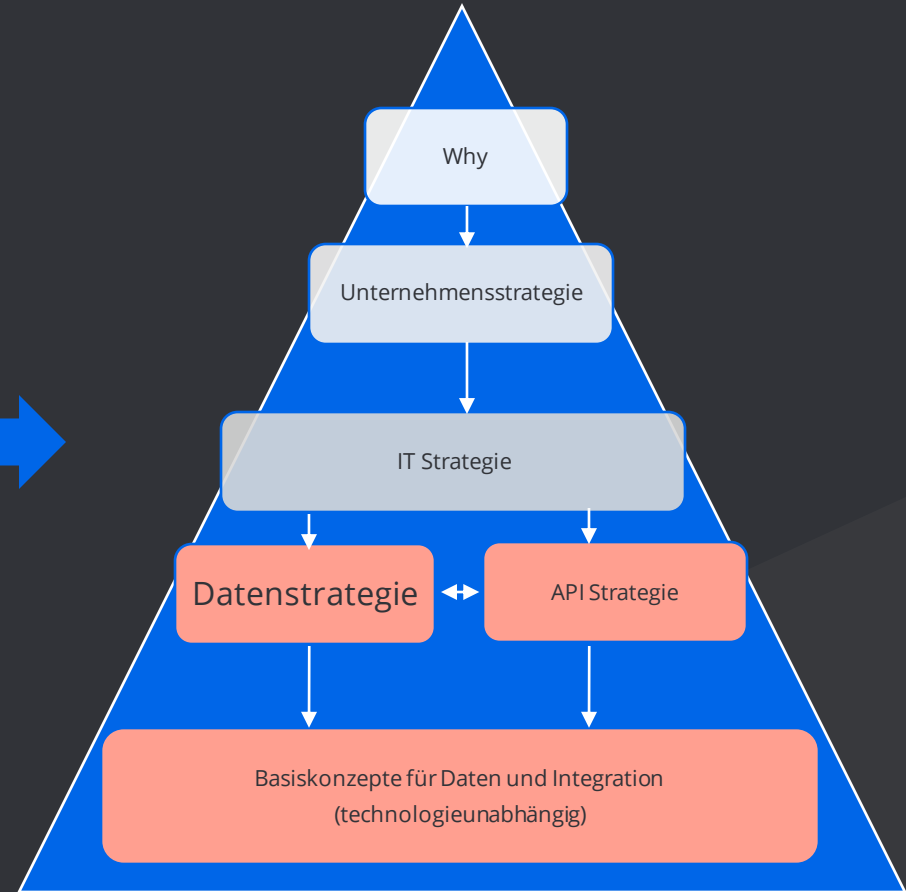 Why
Unternehmensstrategie
IT Strategie
Datenstrategie
API Strategie
Basiskonzepte für Daten und Integration
(technologieunabhängig)